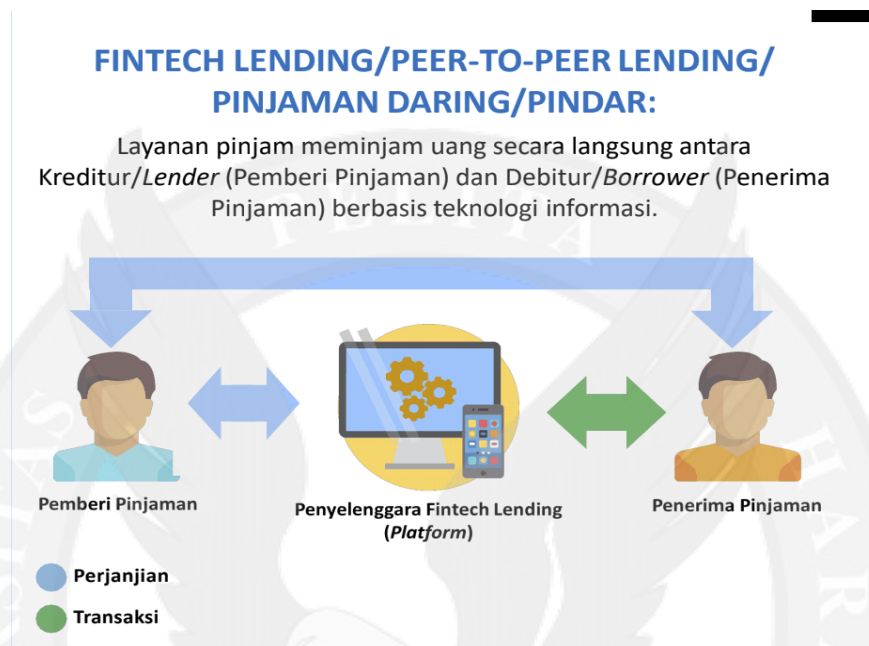 FINTECH LENDING/PEER-TO-PEER LENDING/
PINJAMAN DARING/PINDAR:
Layanan pinjam meminjam uang secara langsung antara
Kreditur/Lender (Pemberi Pinjaman) dan Debitur/Borrower (Penerima
Pinjaman) berbasis teknologi informasi.
PELITA
Pemberi Pinjaman
Penyelenggara Fintech Lending
(Platform)
Penerima Pinjaman
Perjanjian
Transaksi